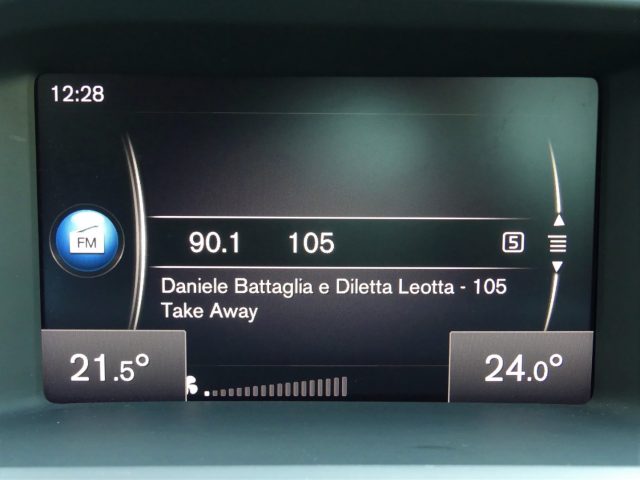 12:28
FM
90.1 105 5
Daniele Battaglia e Diletta Leotta - 105
Take Away
21.5° 24.0°